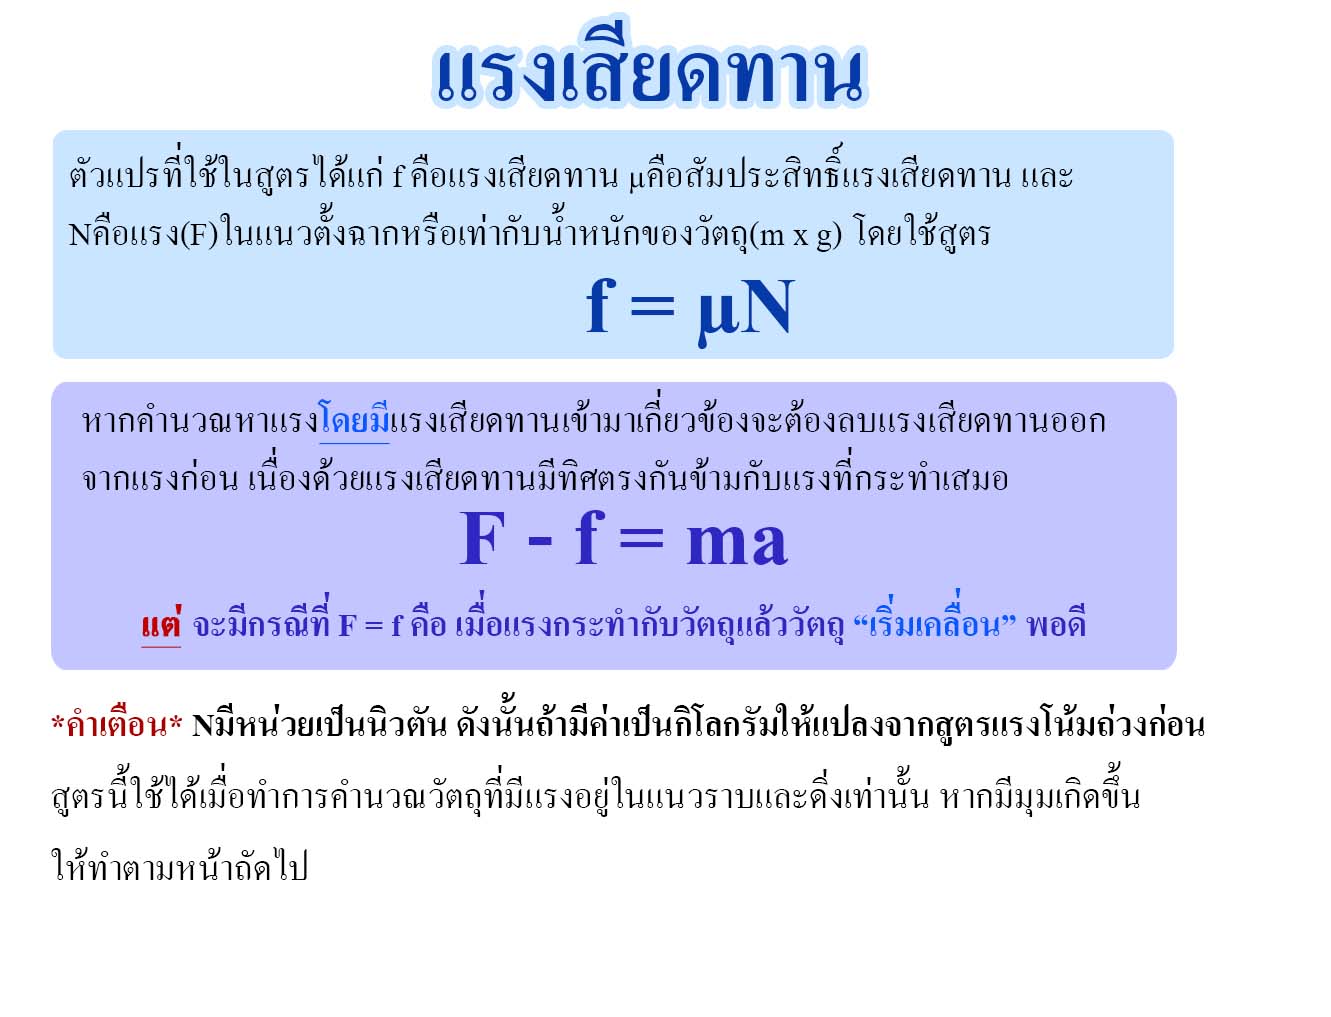 แรงเสียดทาน
ตัวแปรที่ใช้ในสูตรได้แก่ f คือแรงเสียดทาน μคือสัมประสิทธิ์แรงเสียดทาน และ
Nคือแรง(F)ในแนวตั้งฉากหรือเท่ากับน้ำหนักของวัตถุ(m x g) โดยใช้สูตร
f = μN
หากคำนวณหาแรงโดยมีแรงเสียดทานเข้ามาเกี่ยวข้องจะต้องลบแรงเสียดทานออก
จากแรงก่อน เนื่องด้วยแรงเสียดทานมีทิศตรงกันข้ามกับแรงที่กระทำเสมอ
F - f = ma
แต่ จะมีกรณีที่ F = f คือ เมื่อแรงกระทำกับวัตถุแล้ววัตถุ “เริ่มเคลื่อน” พอดี
*คำเตือน* Nมีหน่วยเป็นนิวตัน ดังนั้นถ้ามีค่าเป็นกิโลกรัมให้แปลงจากสูตรแรงโน้มถ่วงก่อน
สูตรนี้ใช้ได้เมื่อทำการคำนวณวัตถุที่มีแรงอยู่ในแนวราบและดิ่งเท่านั้น หากมีมุมเกิดขึ้น
ให้ทำตามหน้าถัดไป